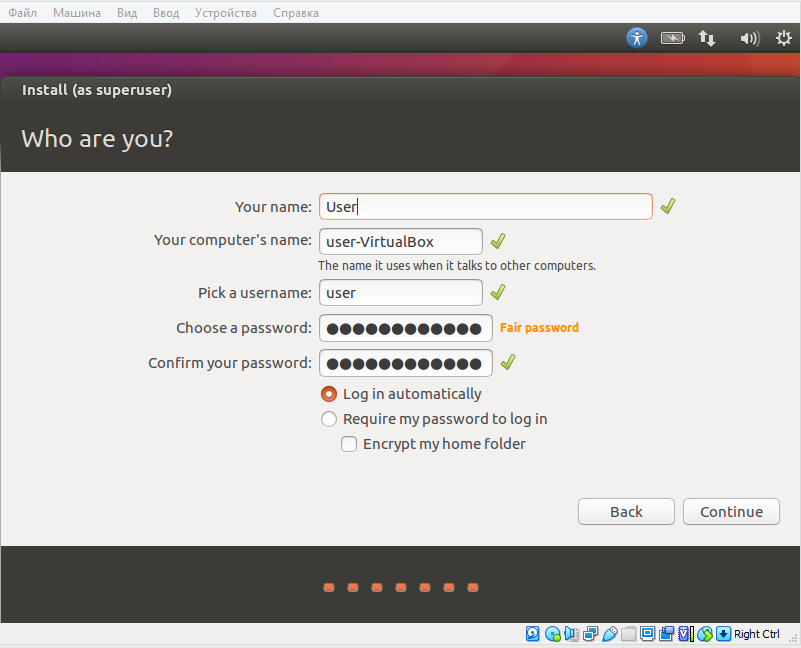 Файл Машина Вид Ввод Устройства Справка
Install (as superuser)
Who are you?
Your name: User
Your computer's name: user-VirtualBox
The name it uses when it talks to other computers.
Pick a username: user
Choose a password: ●●●●●●●●●●●● Fair password
Confirm your password: ●●●●●●●●●●●●
Log in automatically
Require my password to log in
Encrypt my home folder
Back Continue
Right Ctrl